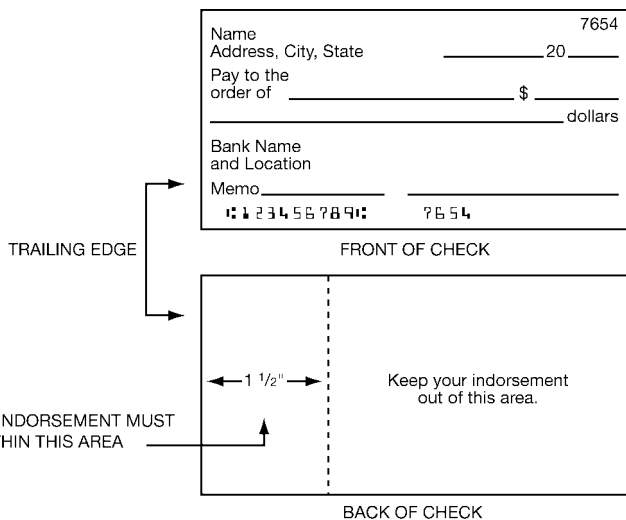 7654
Name
Address, City, State 20
Pay to the
order of $
dollars
Bank Name
and Location
Memo
⑆123456789⑆ 7654
TRAILING EDGE
FRONT OF CHECK
1 1/2"
Keep your indorsement
out of this area.
NDORSEMENT MUST
HIN THIS AREA
BACK OF CHECK